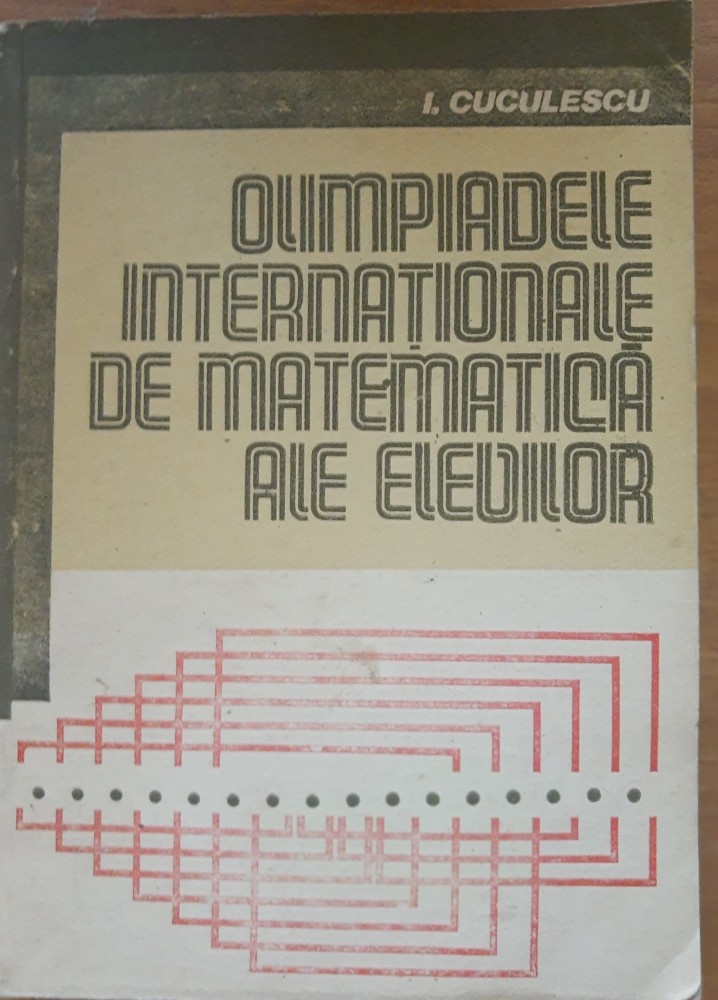 I. CUCULESCU
OLIMPIADELE
INTERNAȚIONALE
DE MATEMATICĂ
ALE ELEVILOR